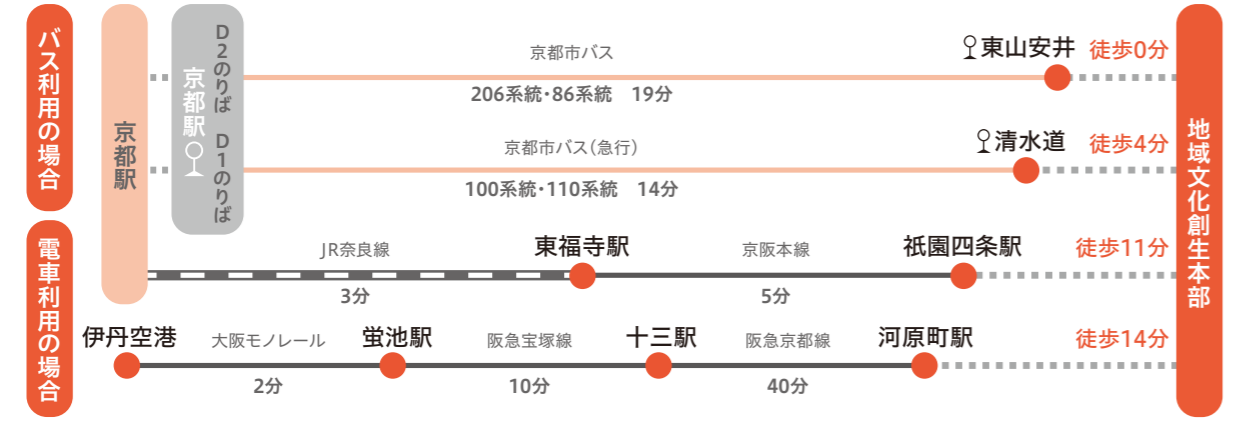 バス利用の場合
京都駅
京都駅
D2のりば
D1のりば
京都市バス
206系統・86系統 19分
東山安井
徒歩0分
京都市バス（急行）
100系統・110系統 14分
清水道
徒歩4分
電車利用の場合
JR奈良線
3分
東福寺駅
京阪本線
5分
祇園四条駅
徒歩11分
伊丹空港
大阪モノレール
2分
蛍池駅
阪急宝塚線
10分
十三駅
阪急京都線
40分
河原町駅
徒歩14分
地域文化創生本部